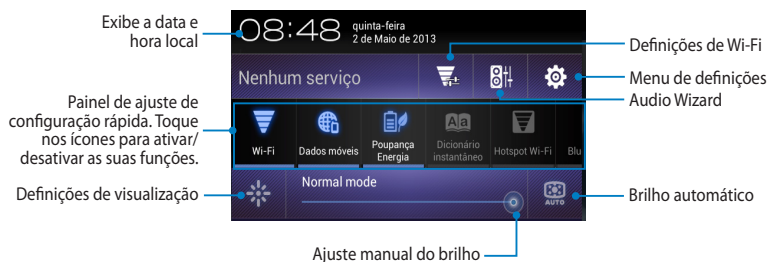 Exibe a data e
hora local
08:48 quinta-feira
2 de Maio de 2013
Definições de Wi-Fi
Nenhum serviço
Menu de definições
Audio Wizard
Painel de ajuste de
configuração rápida. Toque
nos ícones para ativar/
desativar as suas funções.
Wi-Fi
Dados móveis
Poupança
Energia
Aa
Dicionário
instantâneo
Hotspot Wi-Fi
Blu
Definições de visualização
Normal mode
AUTO
Brilho automático
Ajuste manual do brilho